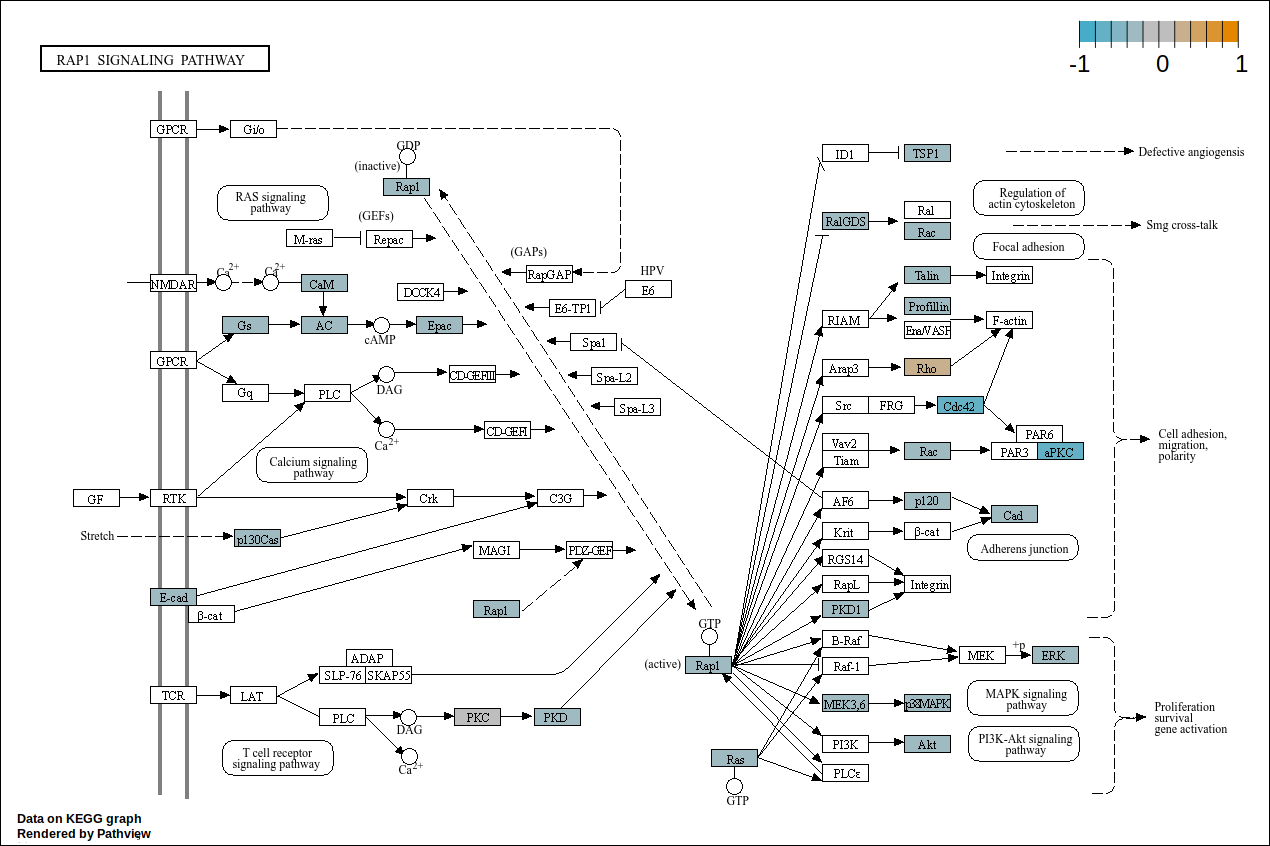 -1 0 1
RAP1 SIGNALING PATHWAY
GPCR
Gi/o
GDP
(inactive)
Rap1
RAS signaling
pathway
(GEFs)
M-ras
Repac
(GAPs)
RapGAP
HPV
E6
E6-TP1
NMDAR
Ca2+
Ca2+
CaM
DOCK4
Gs
AC
cAMP
Epac
Spa1
GPCR
Gq
PLC
DAG
CD-GEFIII
Spa-L2
Spa-L3
Ca2+
CD-GEFI
Calcium signaling
pathway
GF
RTK
Crk
C3G
Stretch
p130Cas
MAGI
PDZ-GEF
E-cad
β-cat
Rap1
GTP
(active)
Rap1
ADAP
SLP-76
SKAP55
TCR
LAT
PLC
DAG
PKC
PKD
Ca2+
T cell receptor
signaling pathway
Ras
GTP
ID1
TSP1
Defective angiogensis
Regulation of
actin cytoskeleton
RalGDS
Ral
Rac
Smg cross-talk
Focal adhesion
Talin
Integrin
Profillin
RIAM
Ena/VASP
F-actin
Arap3
Rho
Src
FRG
Cdc42
PAR6
Vav2
Tiam
Rac
PAR3
aPKC
Cell adhesion,
migration,
polarity
AF6
p120
Cad
Krit
β-cat
Adherens junction
RGS14
RapL
Integrin
PKD1
B-Raf
Raf-1
MEK
+p
ERK
MEK3,6
p38MAPK
MAPK signaling
pathway
Proliferation
survival
gene activation
PI3K
Akt
PI3K-Akt signaling
pathway
PLCε
Data on KEGG graph
Rendered by Pathview